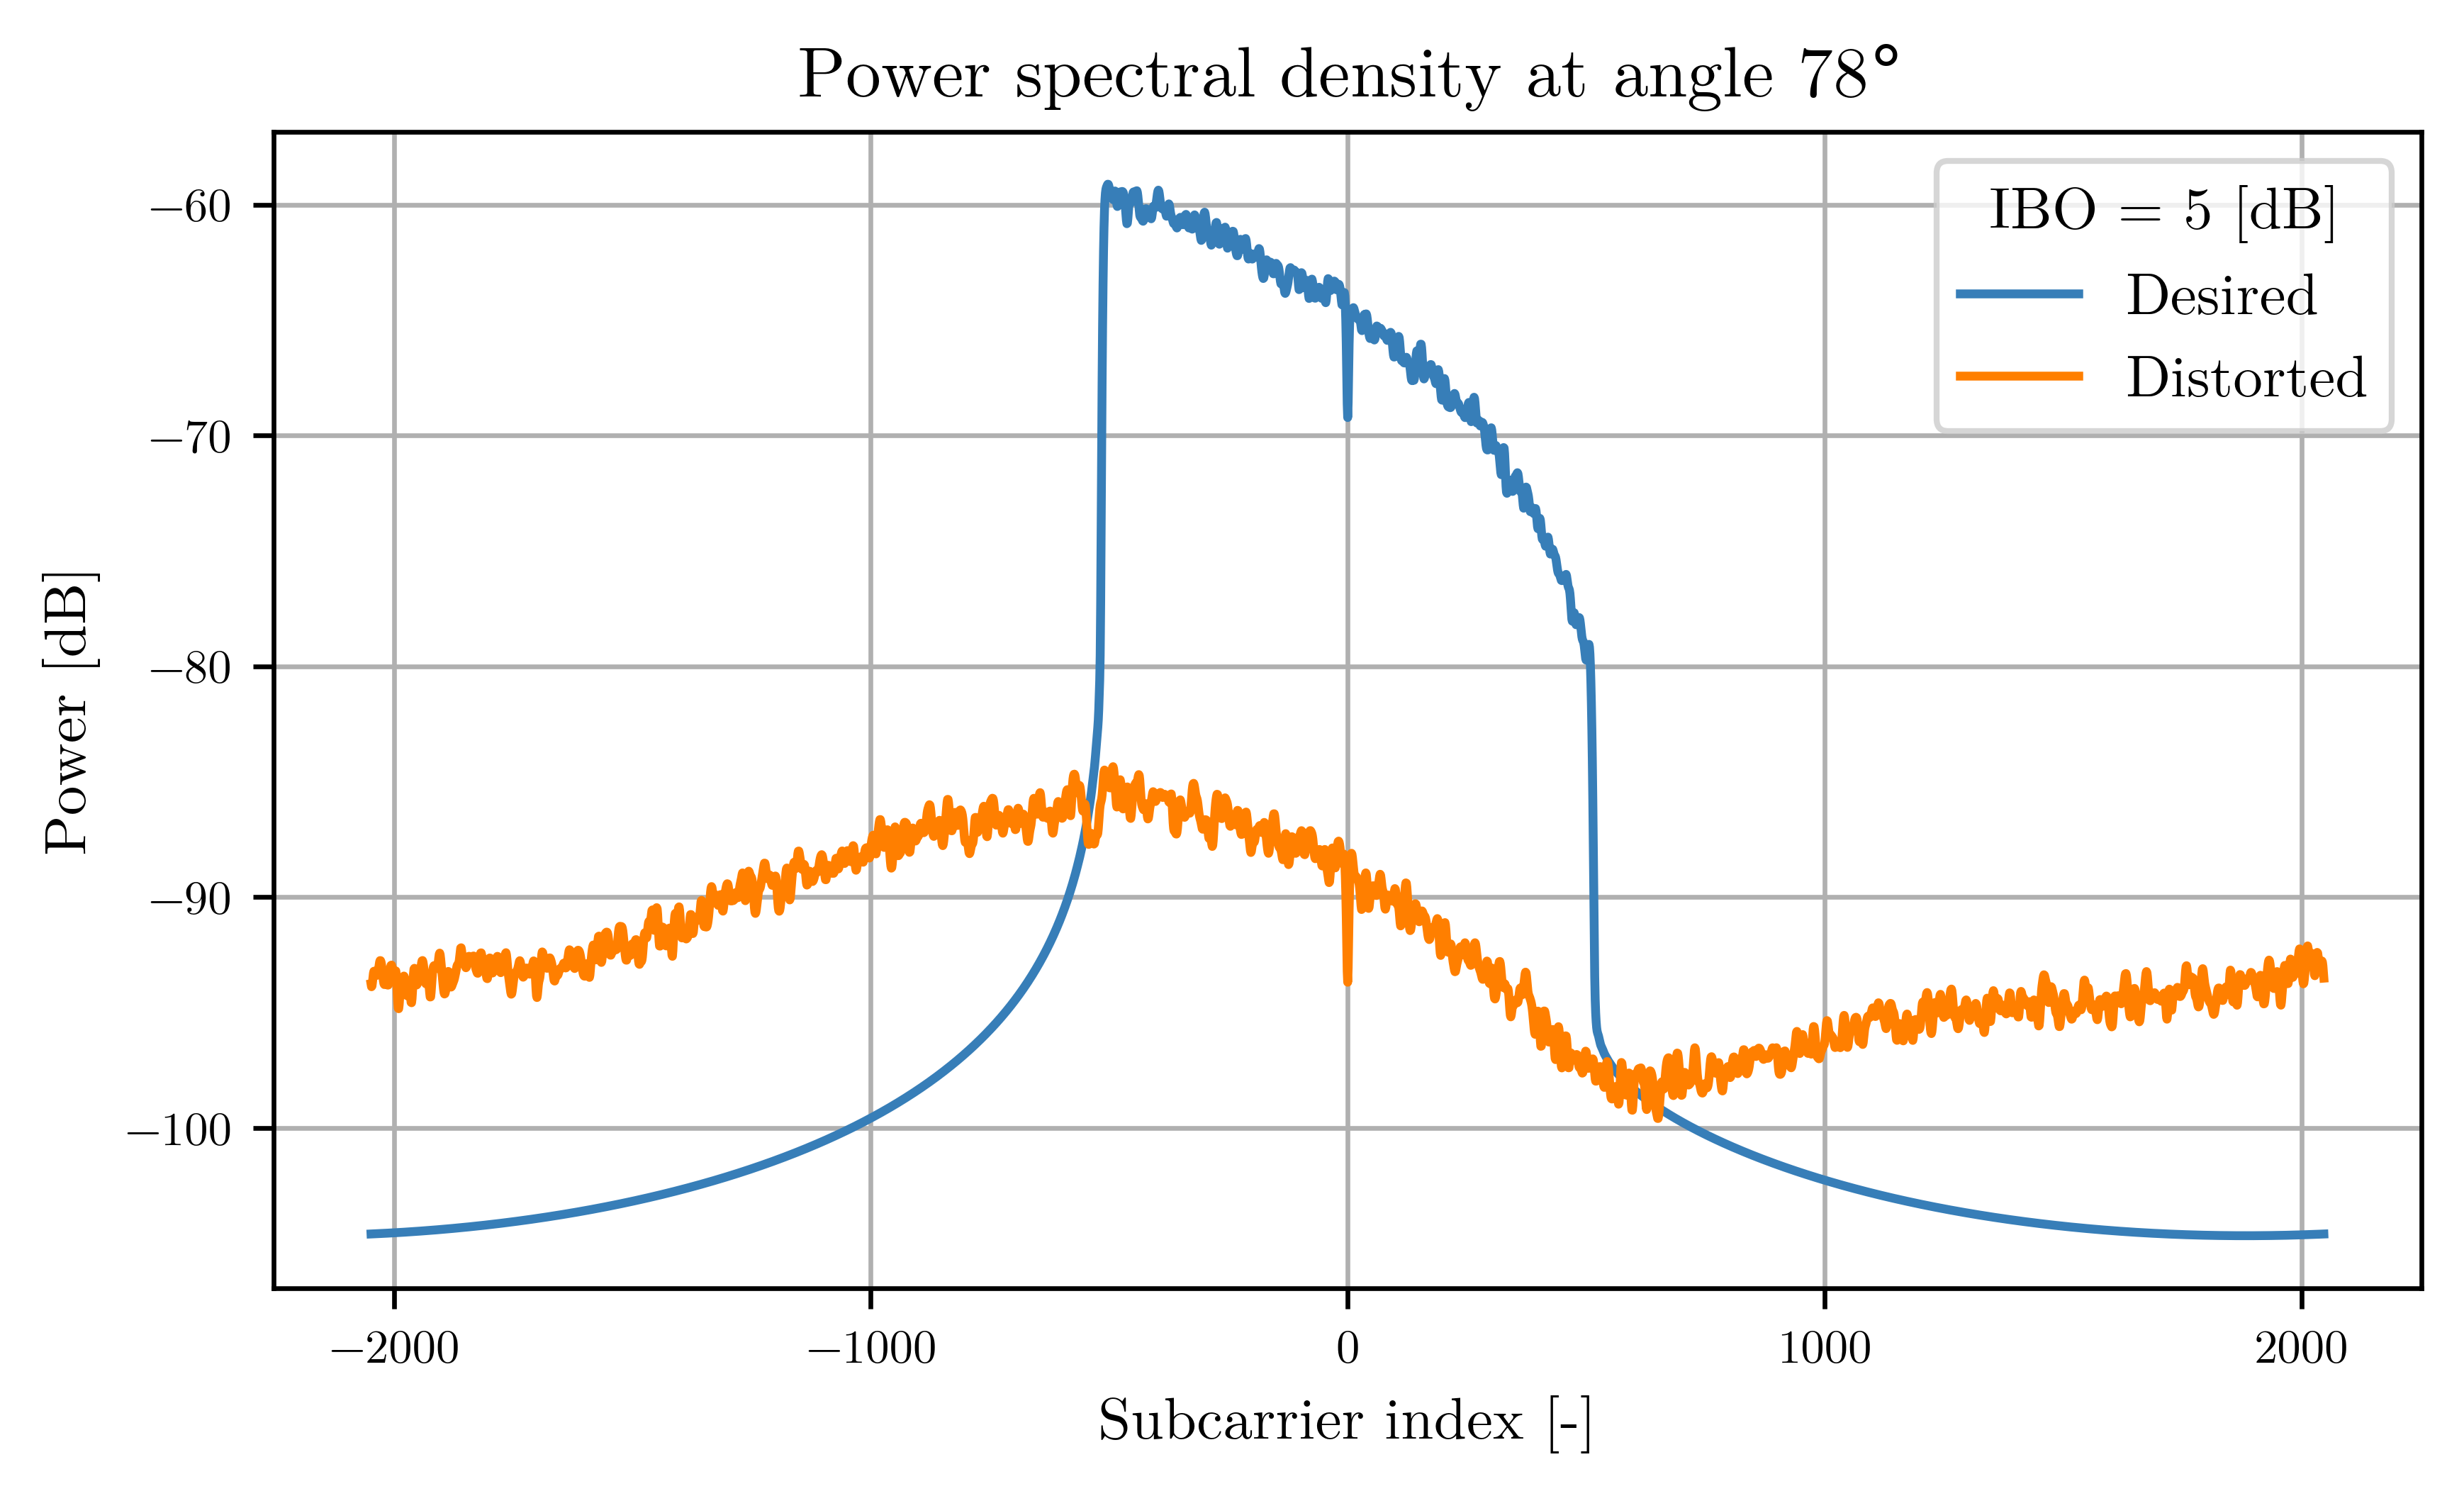 Power spectral density at angle 78°
IBO = 5 [dB]
Desired
Distorted
Power [dB]
−60
−70
−80
−90
−100
−2000
−1000
0
1000
2000
Subcarrier index [-]